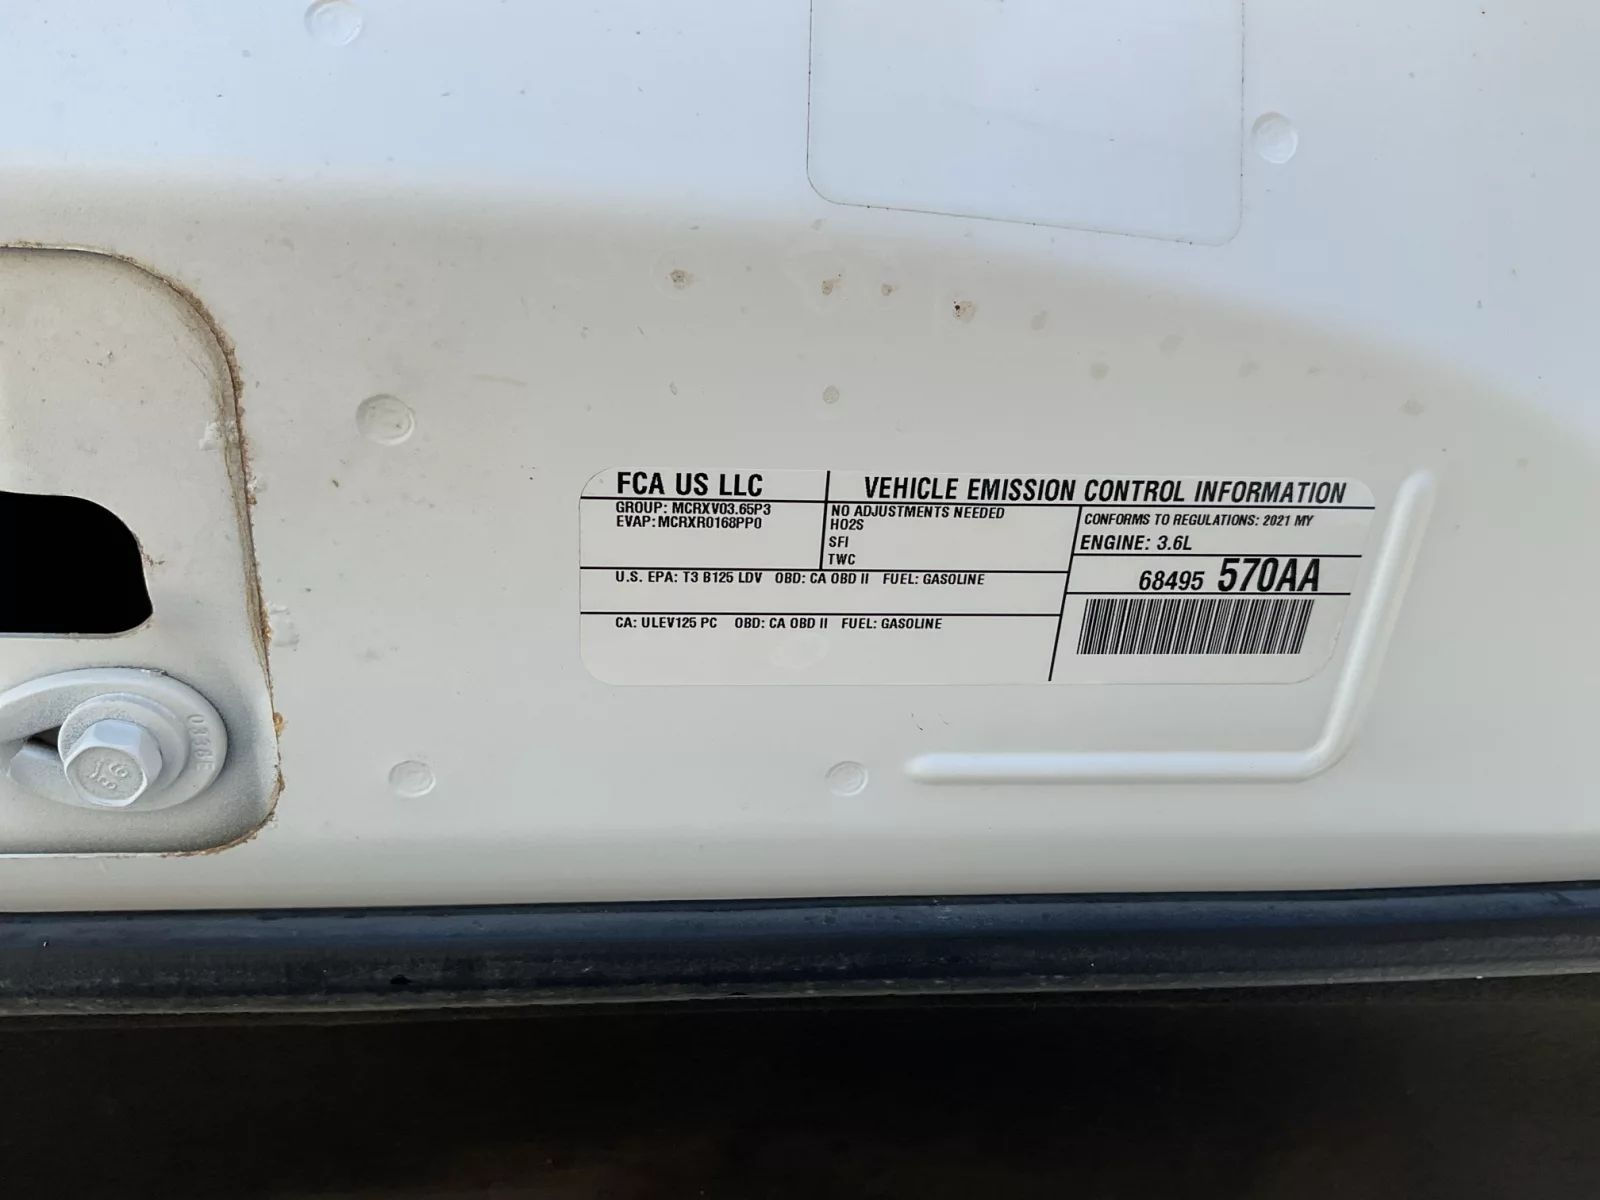 FCA US LLC
VEHICLE EMISSION CONTROL INFORMATION
GROUP: MCRXV03.65P3
EVAP: MCRXR0168PP0
NO ADJUSTMENTS NEEDED
HO2S
SFI
TWC
CONFORMS TO REGULATIONS: 2021 MY
ENGINE: 3.6L
68495 570AA
U.S. EPA: T3 B125 LDV OBD: CA OBD II FUEL: GASOLINE
CA: ULEV125 PC OBD: CA OBD II FUEL: GASOLINE